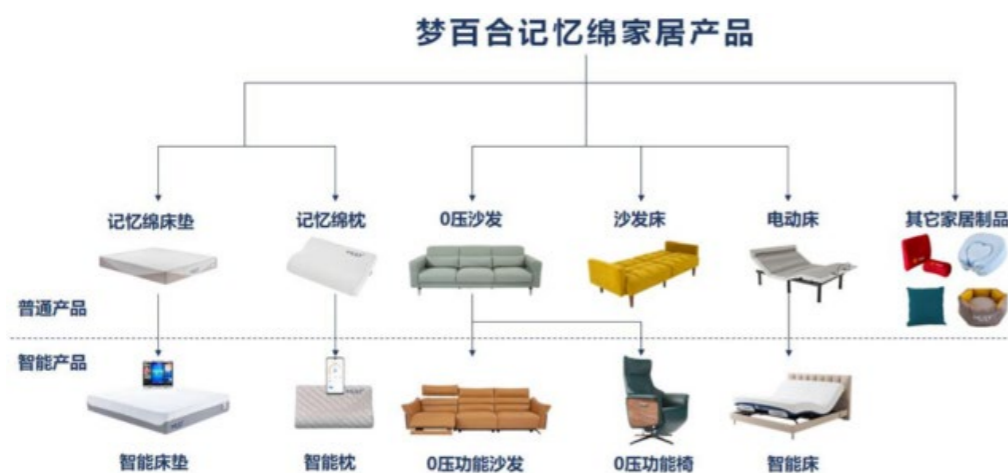 梦百合记忆绵家居产品
记忆绵床垫
记忆绵枕
0压沙发
沙发床
电动床
其它家居制品
普通产品
智能产品
智能床垫
智能枕
0压功能沙发
0压功能椅
智能床